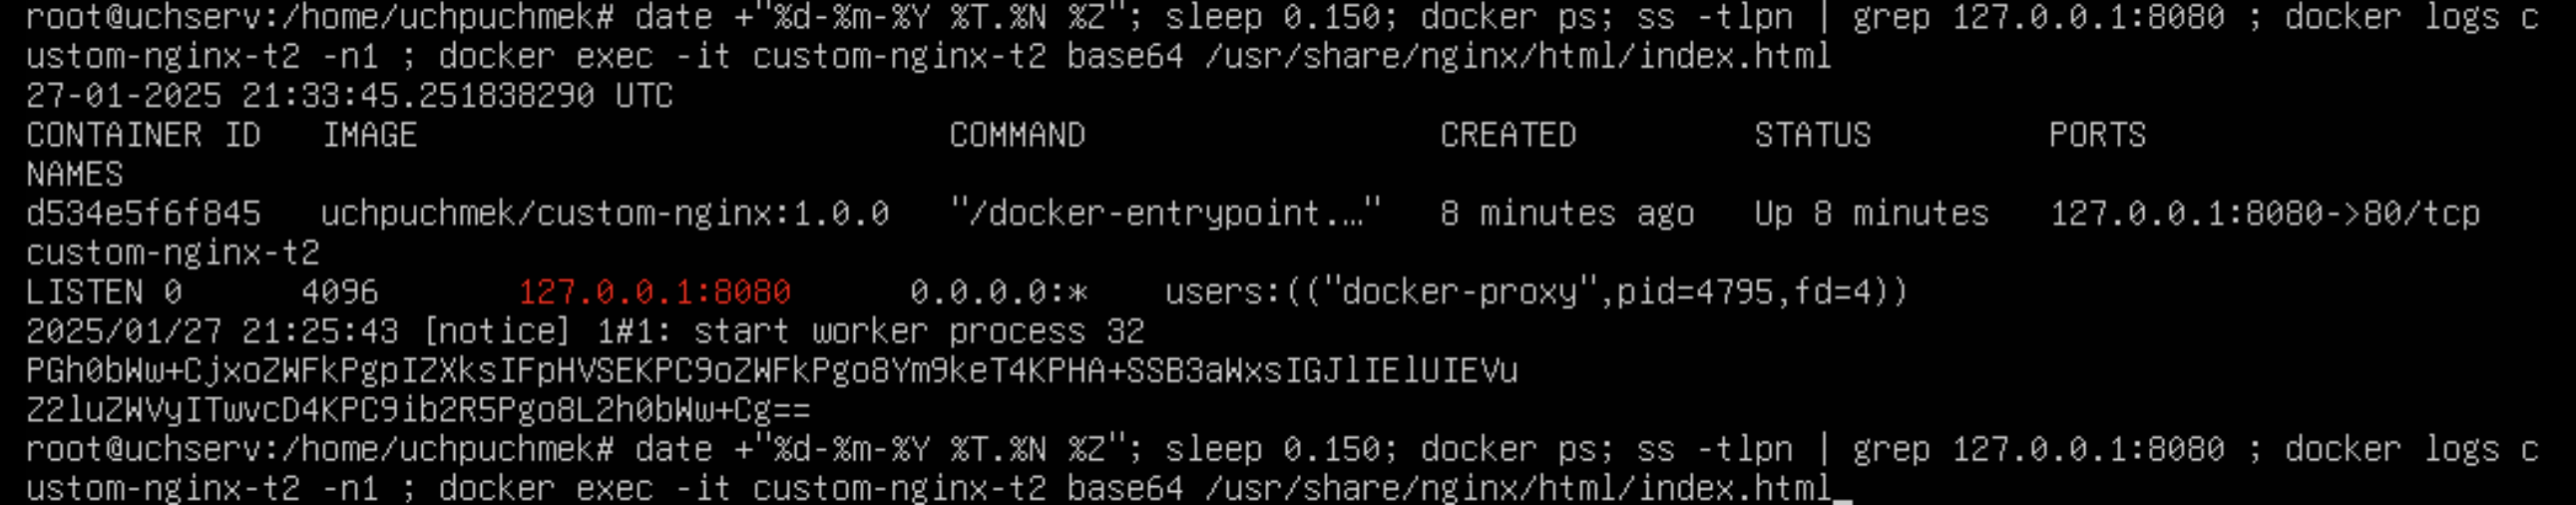 root@uchserv:/home/uchpuchmek# date +"%d-%m-%Y %T.%N %Z"; sleep 0.150; docker ps; ss -tlpn | grep 127.0.0.1:8080 ; docker logs c
ustom-nginx-t2 -n1 ; docker exec -it custom-nginx-t2 base64 /usr/share/nginx/html/index.html
27-01-2025 21:33:45.251838290 UTC
CONTAINER ID   IMAGE                           COMMAND                  CREATED         STATUS         PORTS
NAMES
d534e5f6f845   uchpuchmek/custom-nginx:1.0.0   "/docker-entrypoint.…"   8 minutes ago   Up 8 minutes   127.0.0.1:8080->80/tcp
custom-nginx-t2
LISTEN 0      4096       127.0.0.1:8080      0.0.0.0:*    users:(("docker-proxy",pid=4795,fd=4))
2025/01/27 21:25:43 [notice] 1#1: start worker process 32
PGh0bWw+CjxoZWFkPgpIZXksIFpHVSEKPC9oZWFkPgo8Ym9keT4KPHA+SSB3aWxsIGJlIElUIEVu
Z2luZWVyITwvcD4KPC9ib2R5Pgo8L2h0bWw+Cg==
root@uchserv:/home/uchpuchmek# date +"%d-%m-%Y %T.%N %Z"; sleep 0.150; docker ps; ss -tlpn | grep 127.0.0.1:8080 ; docker logs c
ustom-nginx-t2 -n1 ; docker exec -it custom-nginx-t2 base64 /usr/share/nginx/html/index.html_